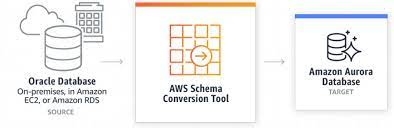 Oracle Database
On-premises, in Amazon
EC2, or Amazon RDS
SOURCE
AWS Schema
Conversion Tool
Amazon Aurora
Database
TARGET